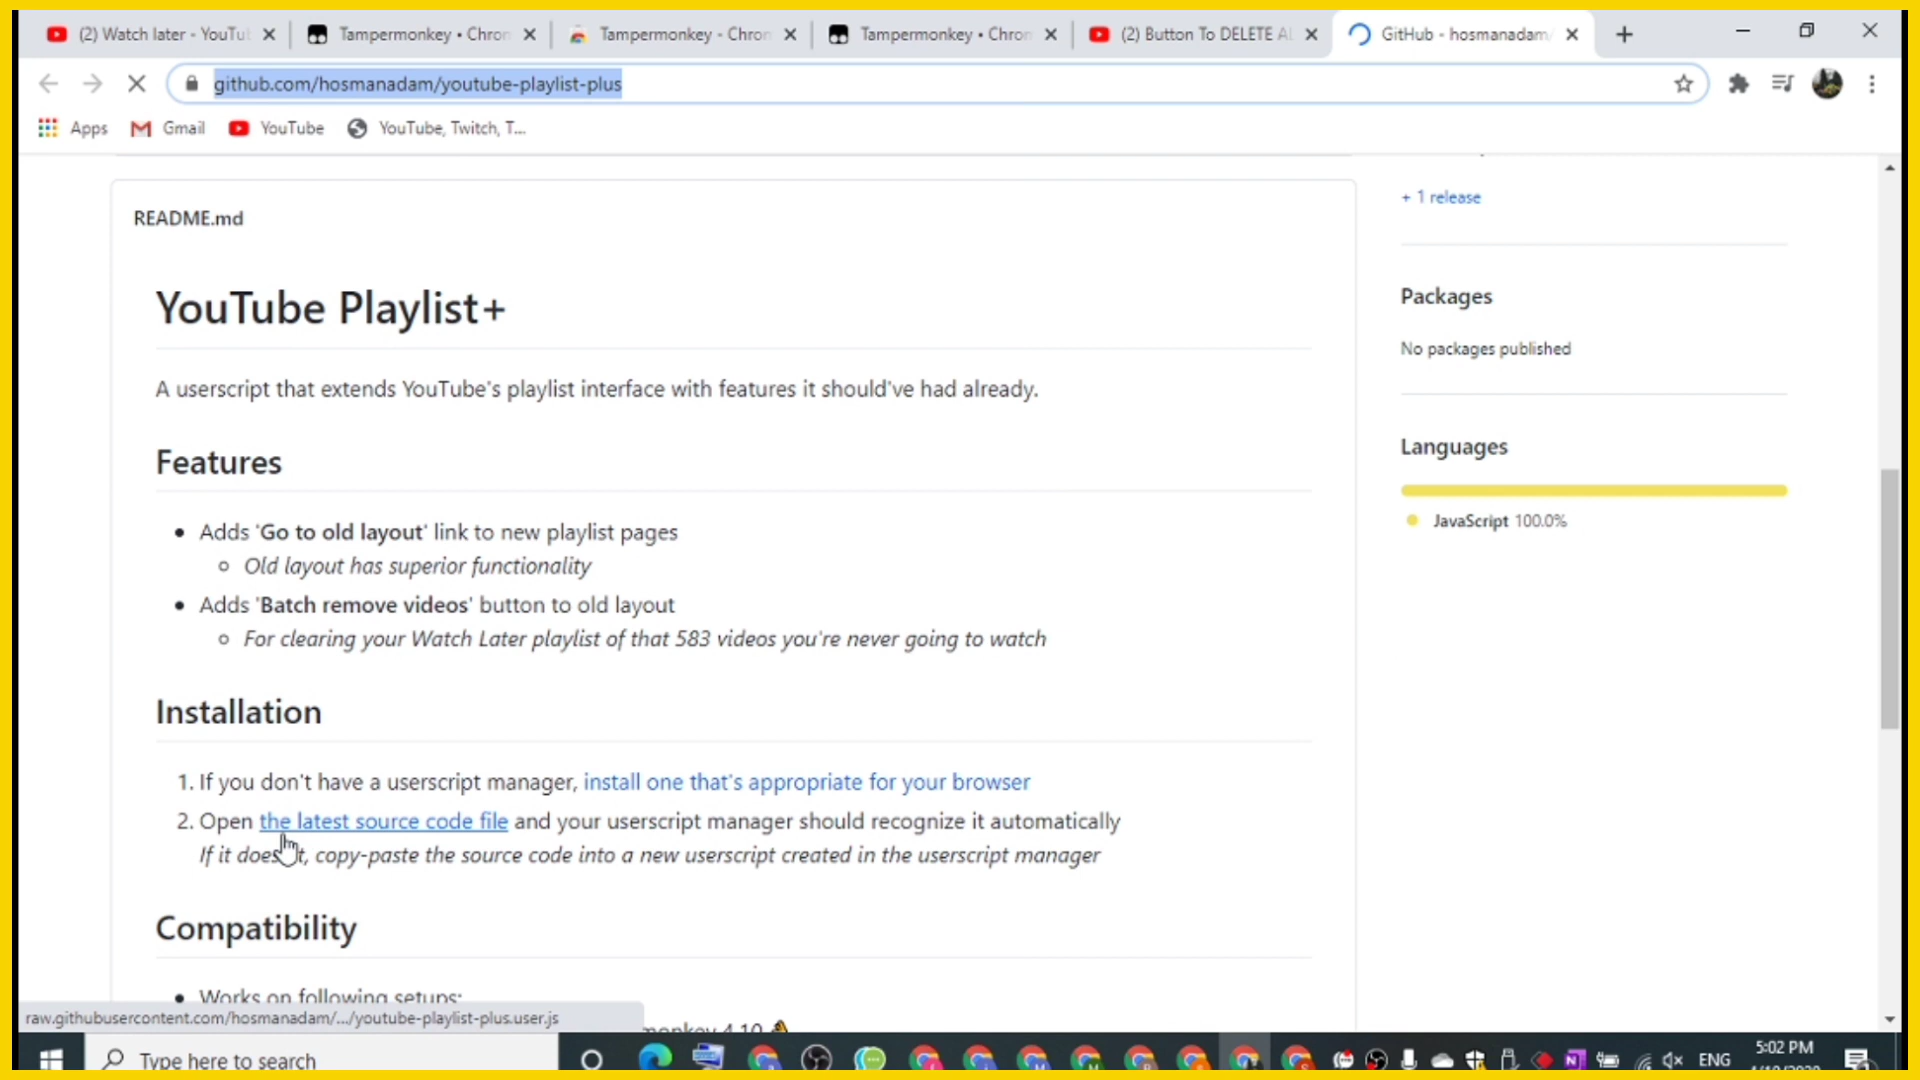 (2) Watch later - YouTu
Tampermonkey • Chrom
Tampermonkey - Chrom
Tampermonkey • Chrom
(2) Button To DELETE AL
GitHub - hosmanadam/
github.com/hosmanadam/youtube-playlist-plus
Apps
Gmail
YouTube
YouTube, Twitch, T...
+ 1 release
README.md
YouTube Playlist+
Packages
No packages published
A userscript that extends YouTube's playlist interface with features it should've had already.
Languages
JavaScript 100.0%
Features
• Adds 'Go to old layout' link to new playlist pages
Old layout has superior functionality
• Adds 'Batch remove videos' button to old layout
For clearing your Watch Later playlist of that 583 videos you're never going to watch
Installation
1. If you don't have a userscript manager, install one that's appropriate for your browser
2. Open the latest source code file and your userscript manager should recognize it automatically
If it doesn't, copy-paste the source code into a new userscript created in the userscript manager
Compatibility
• Works on following setups:
raw.githubusercontent.com/hosmanadam/.../youtube-playlist-plus.user.js
monkey 4.10
Type here to search
ENG
5:02 PM